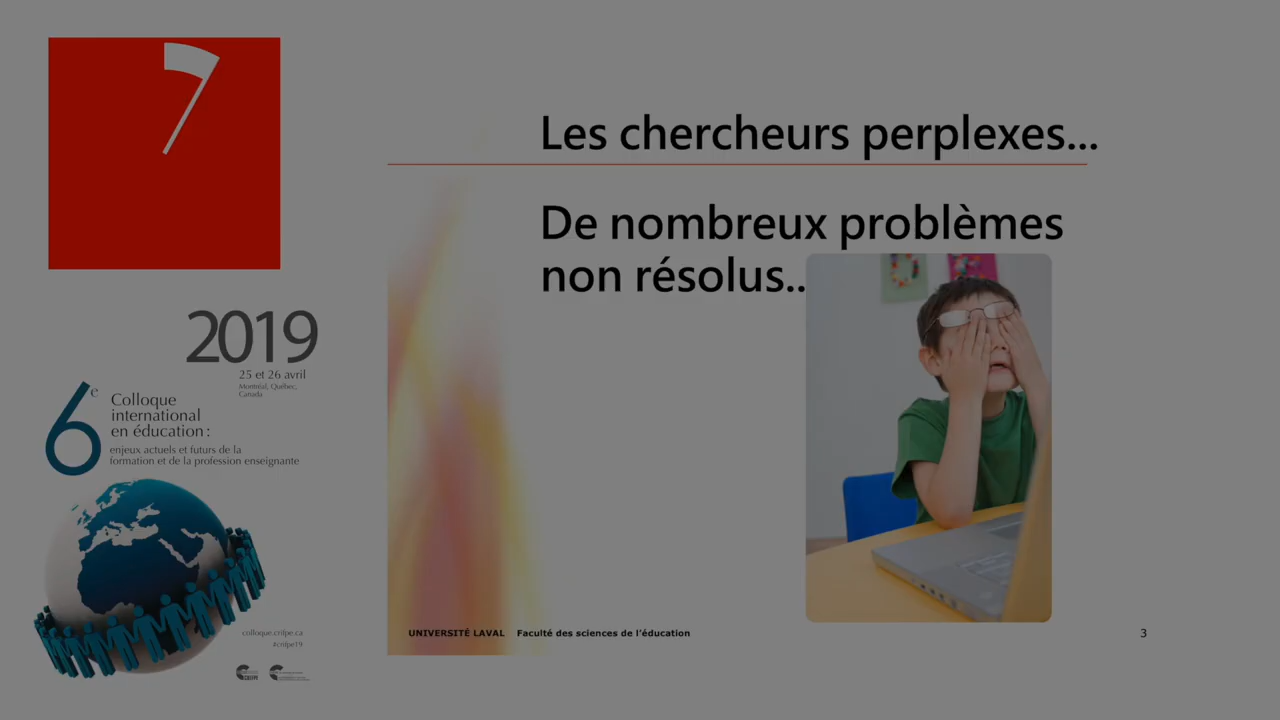 7
Les chercheurs perplexes...
De nombreux problèmes
non résolus..
2019
25 et 26 avril
Montréal, Québec,
Canada
6e
Colloque
international
en éducation :
enjeux actuels et futurs de la
formation et de la profession enseignante
colloque.crifpe.ca
#crifpe19
CRIFPE
UNIVERSITÉ LAVAL Faculté des sciences de l'éducation
3